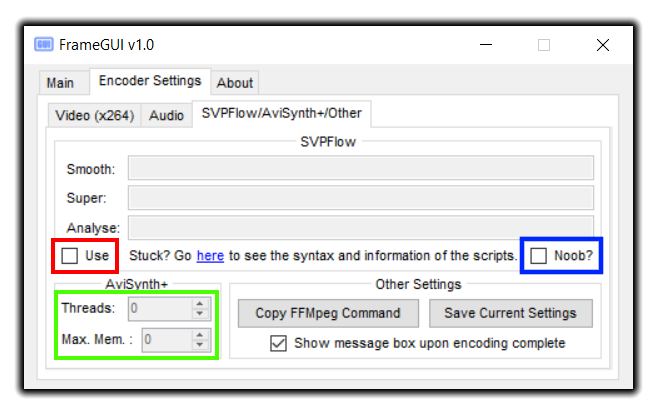 GUI FrameGUI v1.0
Main Encoder Settings About
Video (x264) Audio SVPFlow/AviSynth+/Other
SVPFlow
Smooth:
Super:
Analyse:
Use Stuck? Go here to see the syntax and information of the scripts. Noob?
AviSynth+ Other Settings
Threads: 0 Copy FFMpeg Command Save Current Settings
Max. Mem. : 0 Show message box upon encoding complete